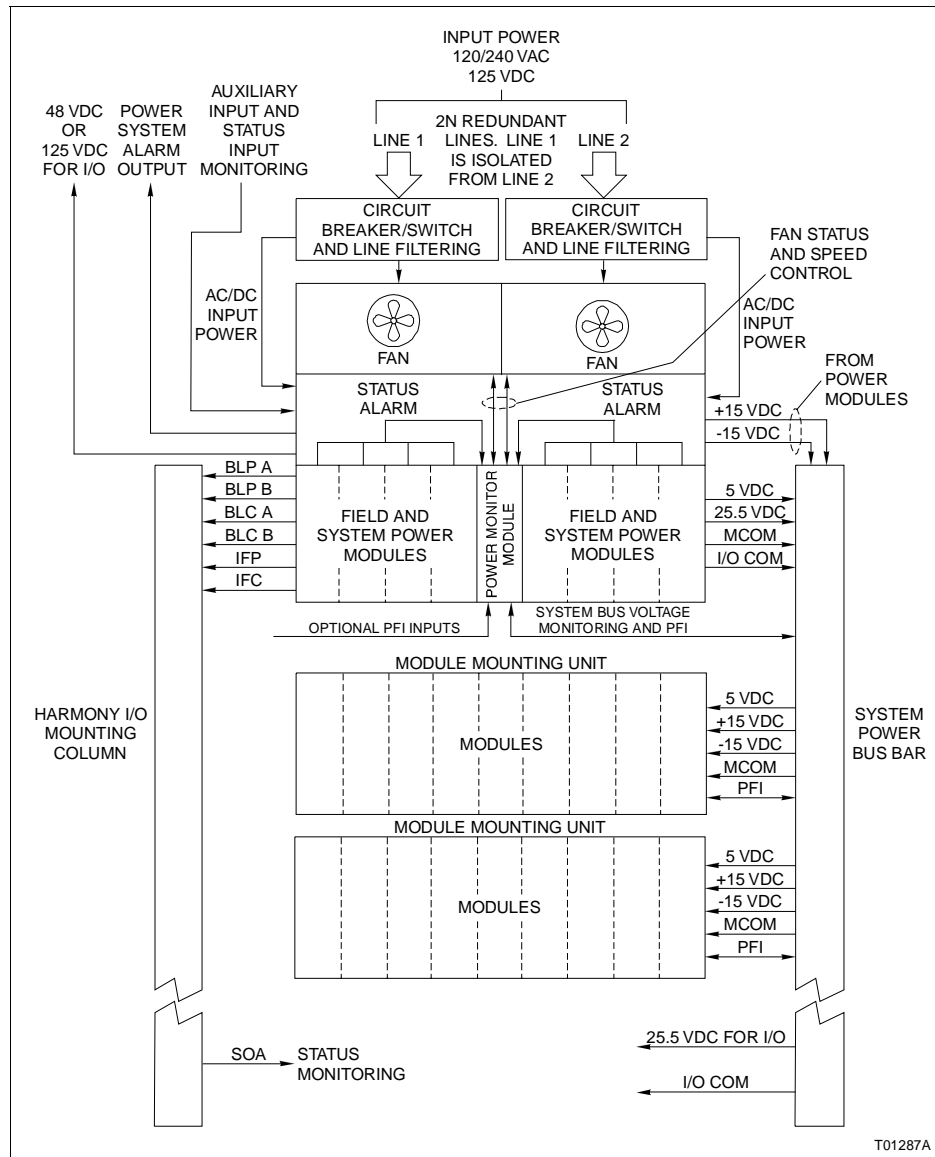 INPUT POWER
120/240 VAC
125 VDC
48 VDC
OR
125 VDC
FOR I/O
POWER
SYSTEM
ALARM
OUTPUT
AUXILIARY
INPUT AND
STATUS
INPUT
MONITORING
LINE 1
2N REDUNDANT
LINES. LINE 1
IS ISOLATED
FROM LINE 2
LINE 2
CIRCUIT
BREAKER/SWITCH
AND LINE FILTERING
CIRCUIT
BREAKER/SWITCH
AND LINE FILTERING
FAN STATUS
AND SPEED
CONTROL
AC/DC
INPUT
POWER
FAN
FAN
AC/DC
INPUT
POWER
FROM
POWER
MODULES
STATUS
ALARM
STATUS
ALARM
+15 VDC
-15 VDC
BLP A
BLP B
BLC A
BLC B
IFP
IFC
FIELD AND
SYSTEM POWER
MODULES
POWER MONITOR
MODULE
FIELD AND
SYSTEM POWER
MODULES
5 VDC
25.5 VDC
MCOM
I/O COM
OPTIONAL PFI INPUTS
SYSTEM BUS VOLTAGE
MONITORING AND PFI
MODULE MOUNTING UNIT
HARMONY I/O
MOUNTING
COLUMN
MODULES
5 VDC
+15 VDC
-15 VDC
MCOM
PFI
SYSTEM
POWER
BUS BAR
MODULE MOUNTING UNIT
MODULES
5 VDC
+15 VDC
-15 VDC
MCOM
PFI
SOA
STATUS
MONITORING
25.5 VDC FOR I/O
I/O COM
T01287A